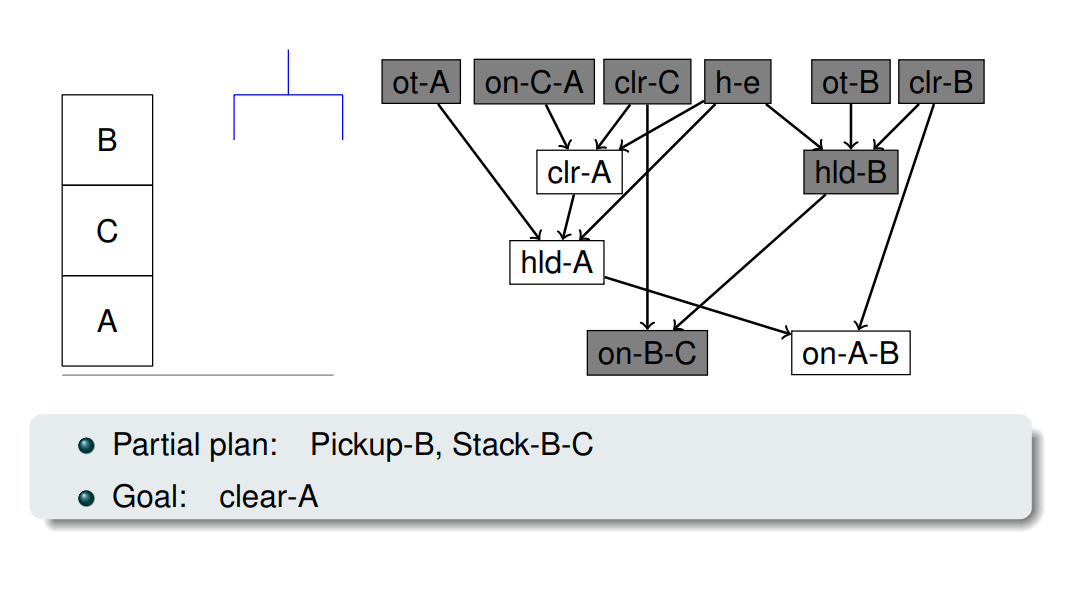 ot-A on-C-A clr-C h-e ot-B clr-B
B
clr-A hld-B
C
hld-A
A
on-B-C on-A-B
Partial plan: Pickup-B, Stack-B-C
Goal: clear-A